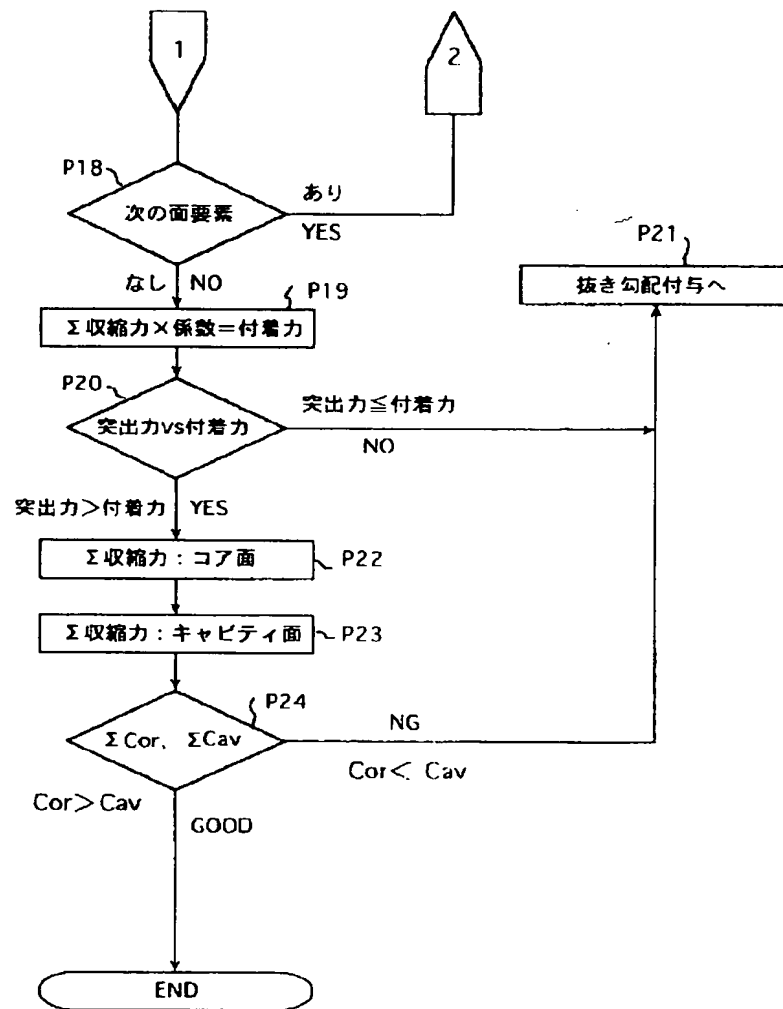 1
2
P18
次の面要素
あり
YES
なし NO
P21
抜き勾配付与へ
P19
Σ収縮力×係数=付着力
P20
突出力vs付着力
突出力≦付着力
NO
突出力>付着力 YES
Σ収縮力:コア面
P22
Σ収縮力:キャビティ面
P23
P24
ΣCor、ΣCav
NG
Cor< Cav
Cor>Cav
GOOD
END